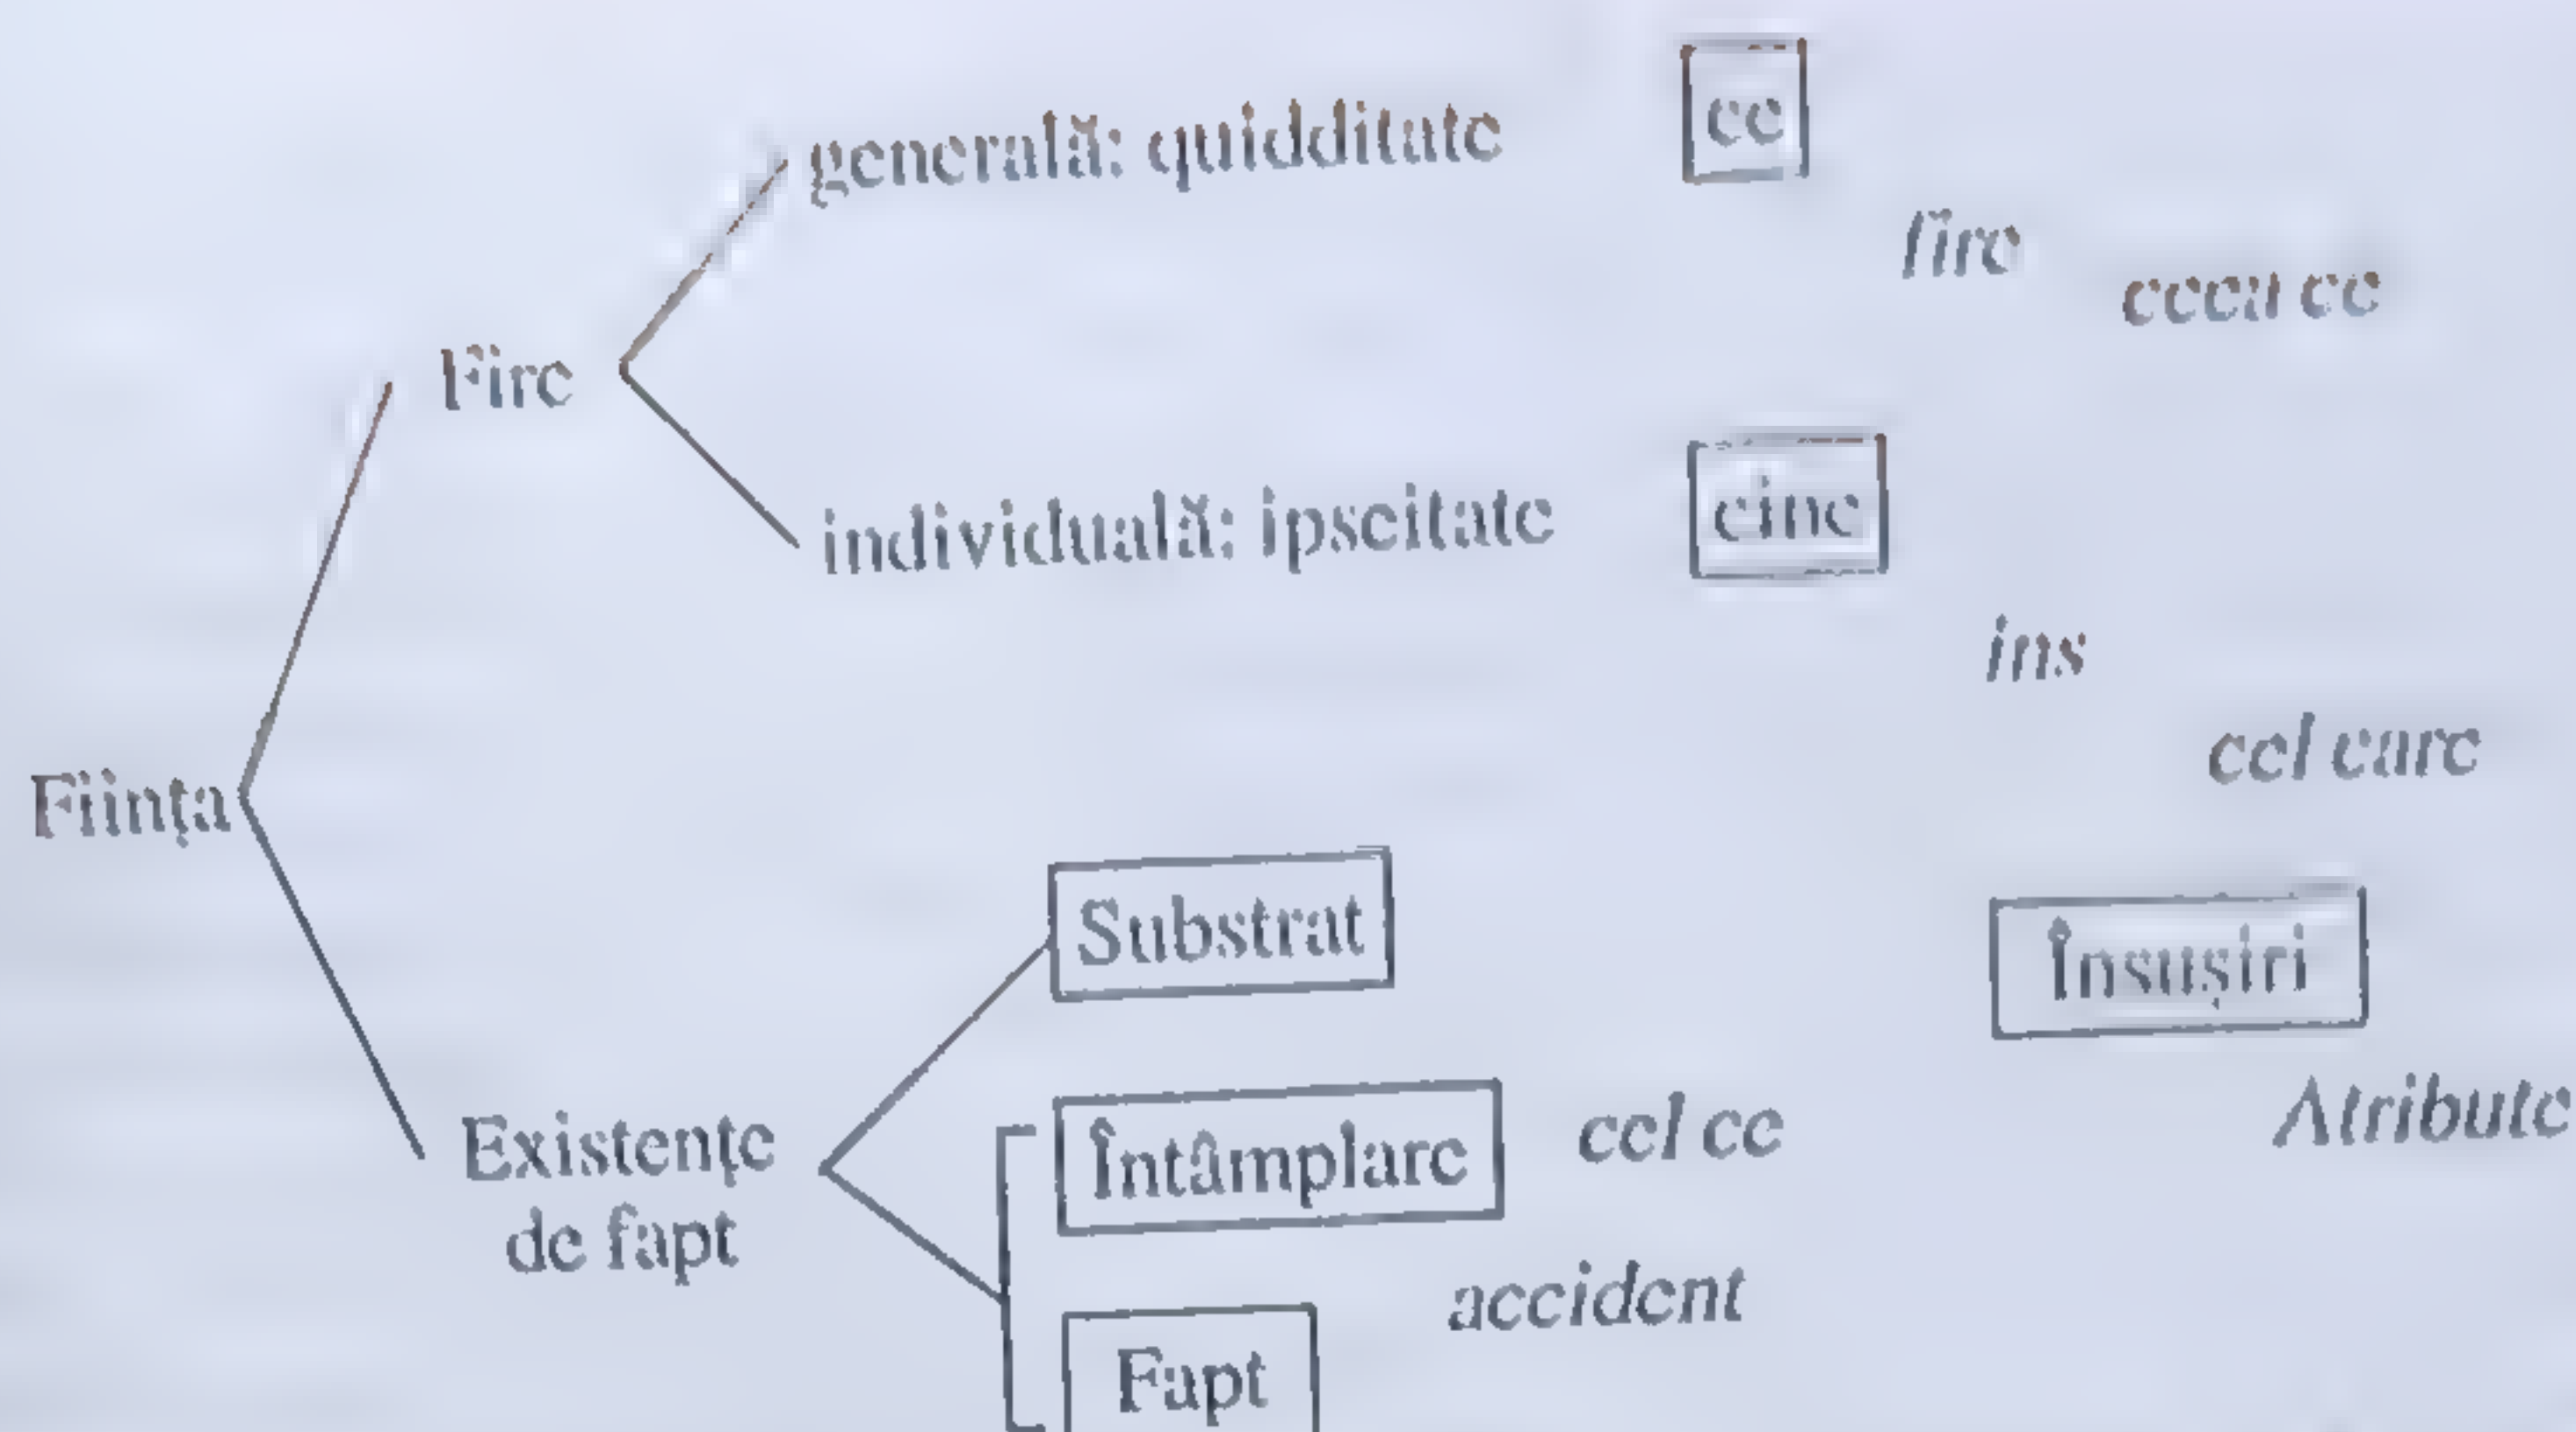 generală: quidditate
ce
fire
ceea ce
Fire
individuală: ipseitate
cine
ins
cel care
Ființa
Substrat
Însușiri
Atribute
Existențe
de fapt
Întâmplare
cel ce
accident
Fapt